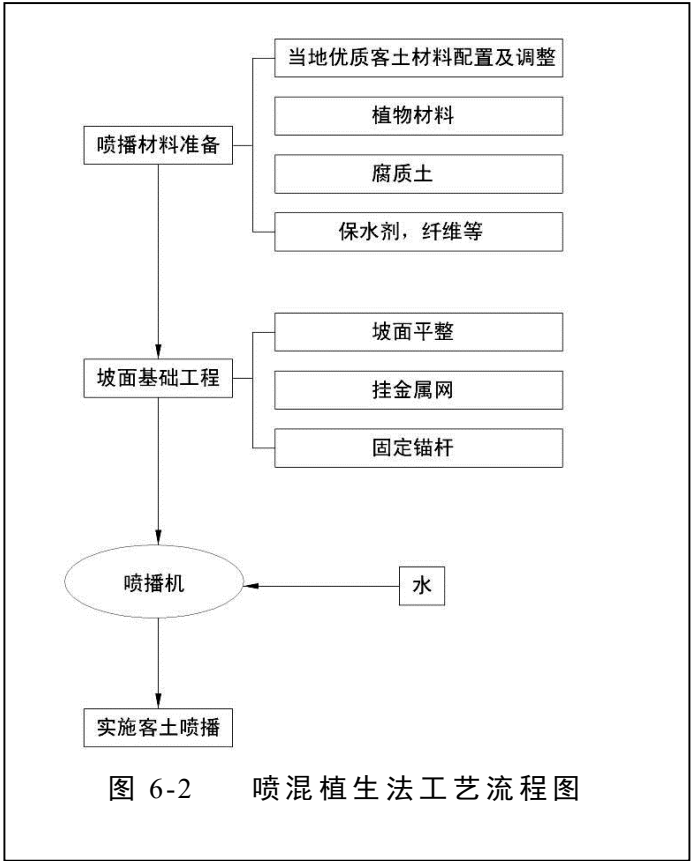 当地优质客土材料配置及调整
植物材料
喷播材料准备
腐质土
保水剂，纤维等
坡面平整
坡面基础工程
挂金属网
固定锚杆
喷播机
水
实施客土喷播
图 6-2 喷混植生法工艺流程图